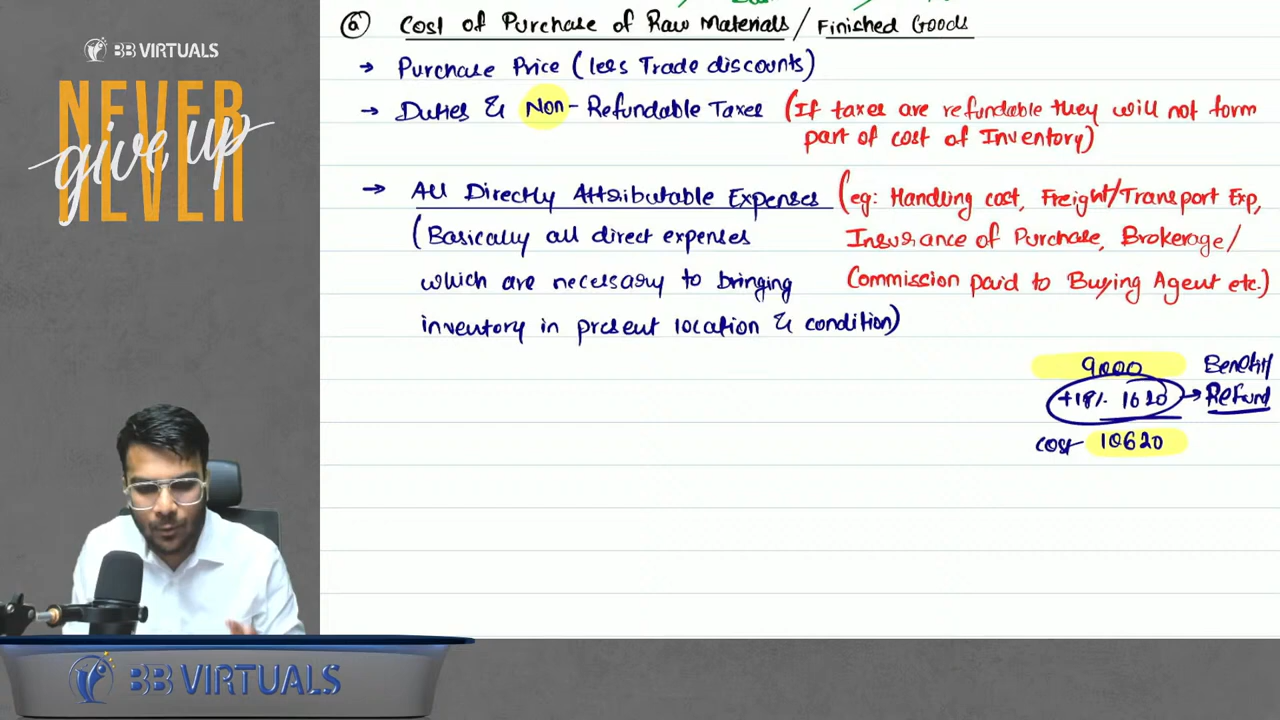 BB VIRTUALS
NEVER
give up
NEVER
(a) Cost of Purchase of Raw Materials / Finished Goods
→ Purchase Price (less Trade discounts)
→ Duties & Non-Refundable Taxes (If taxes are refundable they will not form
part of cost of Inventory)
→ All Directly Attributable Expenses (eg: Handling cost, Freight/Transport Exp,
(Basically all direct expenses Insurance of Purchase, Brokerage/
which are necessary to bringing Commission paid to Buying Agent etc.)
inventory in present location & condition)
9000 Benefit/
+18% 1620 → Refund
cost 10620
BB VIRTUALS